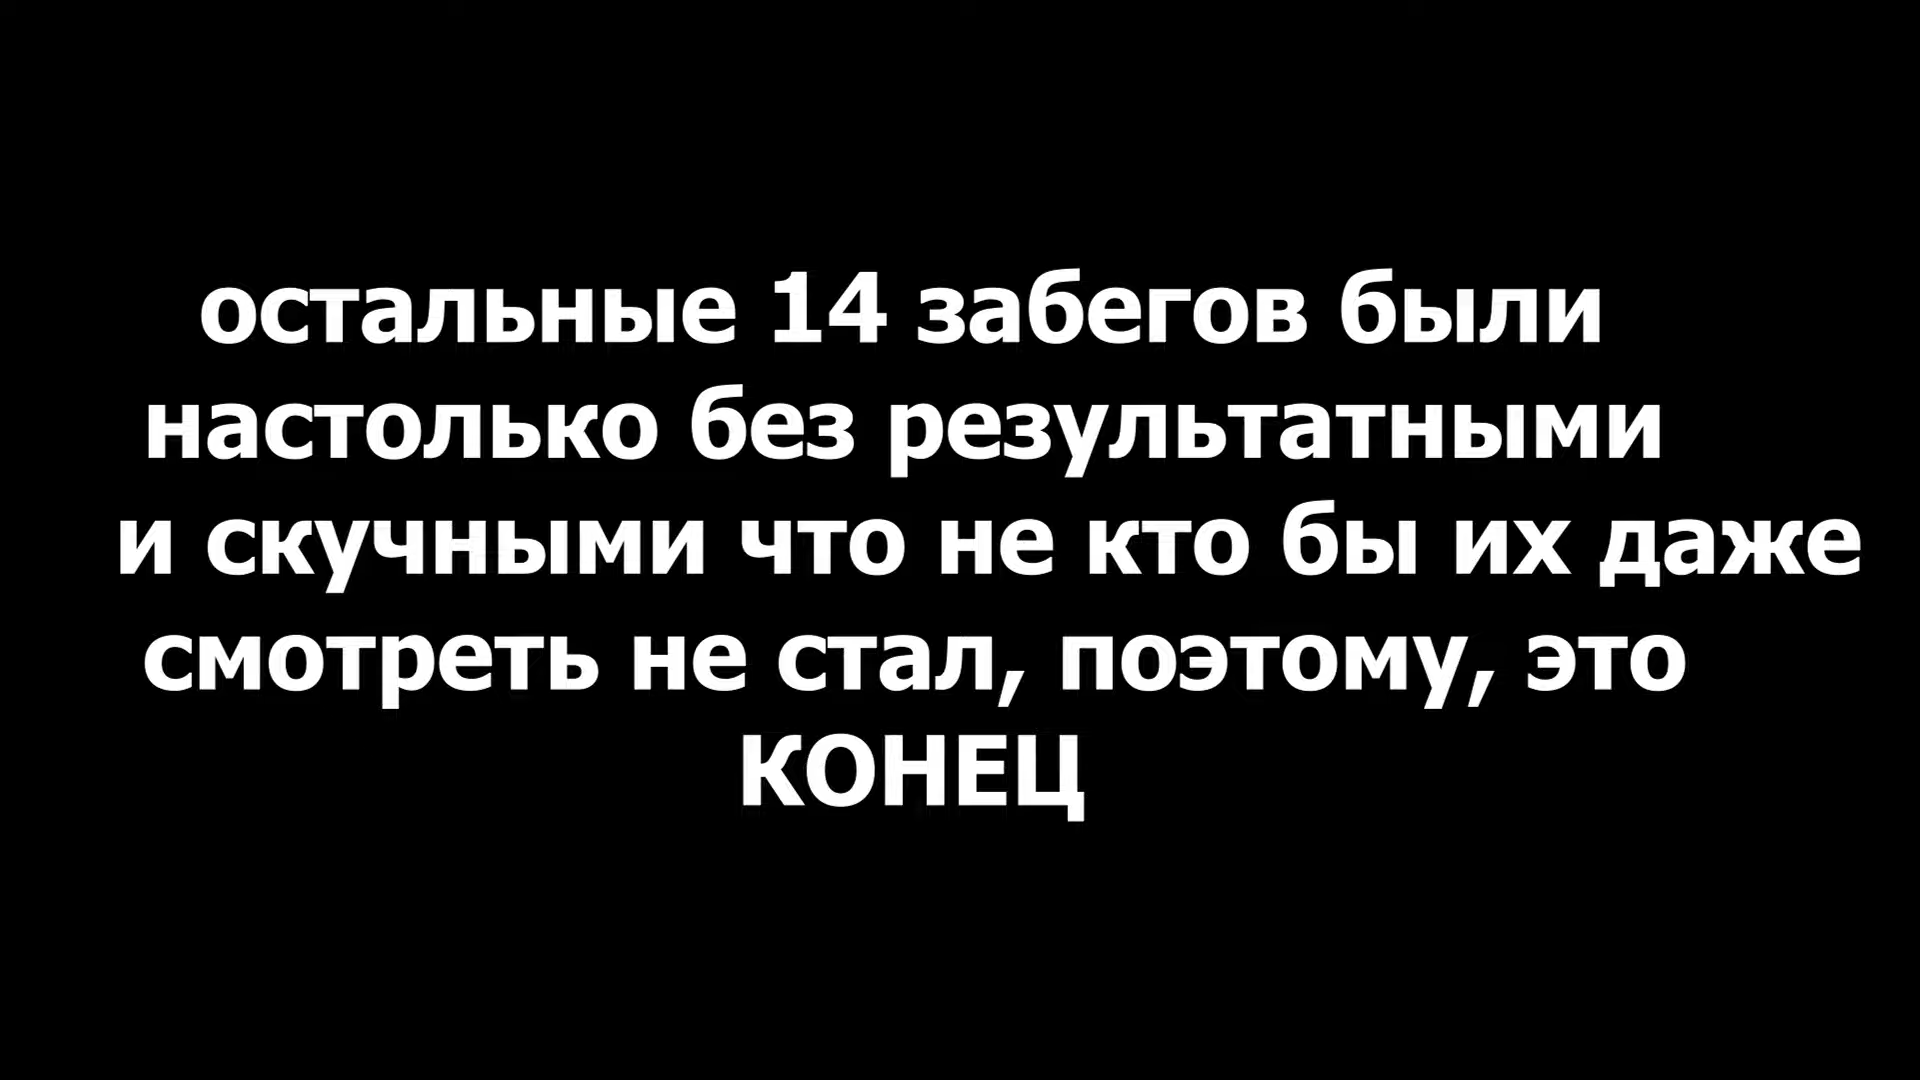 остальные 14 забегов были
настолько без результатными
и скучными что не кто бы их даже
смотреть не стал, поэтому, это
КОНЕЦ